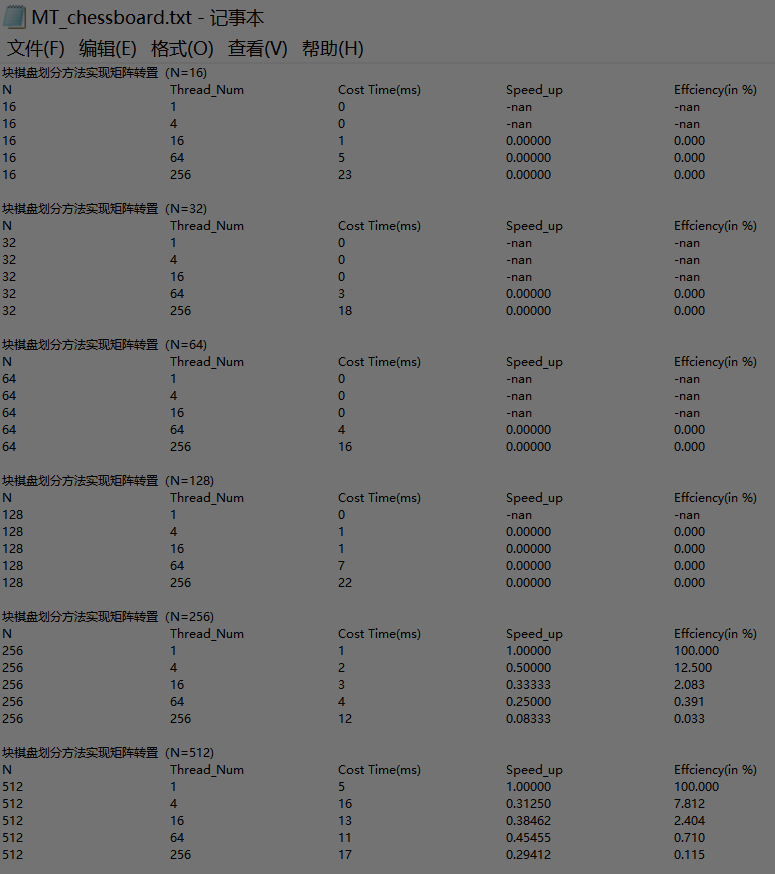 MT_chessboard.txt - 记事本
文件(F) 编辑(E) 格式(O) 查看(V) 帮助(H)
块棋盘划分方法实现矩阵转置 (N=16)
N Thread_Num Cost Time(ms) Speed_up Effciency(in %)
16 1 0 -nan -nan
16 4 0 -nan -nan
16 16 1 0.00000 0.000
16 64 5 0.00000 0.000
16 256 23 0.00000 0.000
块棋盘划分方法实现矩阵转置 (N=32)
N Thread_Num Cost Time(ms) Speed_up Effciency(in %)
32 1 0 -nan -nan
32 4 0 -nan -nan
32 16 0 -nan -nan
32 64 3 0.00000 0.000
32 256 18 0.00000 0.000
块棋盘划分方法实现矩阵转置 (N=64)
N Thread_Num Cost Time(ms) Speed_up Effciency(in %)
64 1 0 -nan -nan
64 4 0 -nan -nan
64 16 0 -nan -nan
64 64 4 0.00000 0.000
64 256 16 0.00000 0.000
块棋盘划分方法实现矩阵转置 (N=128)
N Thread_Num Cost Time(ms) Speed_up Effciency(in %)
128 1 0 -nan -nan
128 4 1 0.00000 0.000
128 16 1 0.00000 0.000
128 64 7 0.00000 0.000
128 256 22 0.00000 0.000
块棋盘划分方法实现矩阵转置 (N=256)
N Thread_Num Cost Time(ms) Speed_up Effciency(in %)
256 1 1 1.00000 100.000
256 4 2 0.50000 12.500
256 16 3 0.33333 2.083
256 64 4 0.25000 0.391
256 256 12 0.08333 0.033
块棋盘划分方法实现矩阵转置 (N=512)
N Thread_Num Cost Time(ms) Speed_up Effciency(in %)
512 1 5 1.00000 100.000
512 4 16 0.31250 7.812
512 16 13 0.38462 2.404
512 64 11 0.45455 0.710
512 256 17 0.29412 0.115